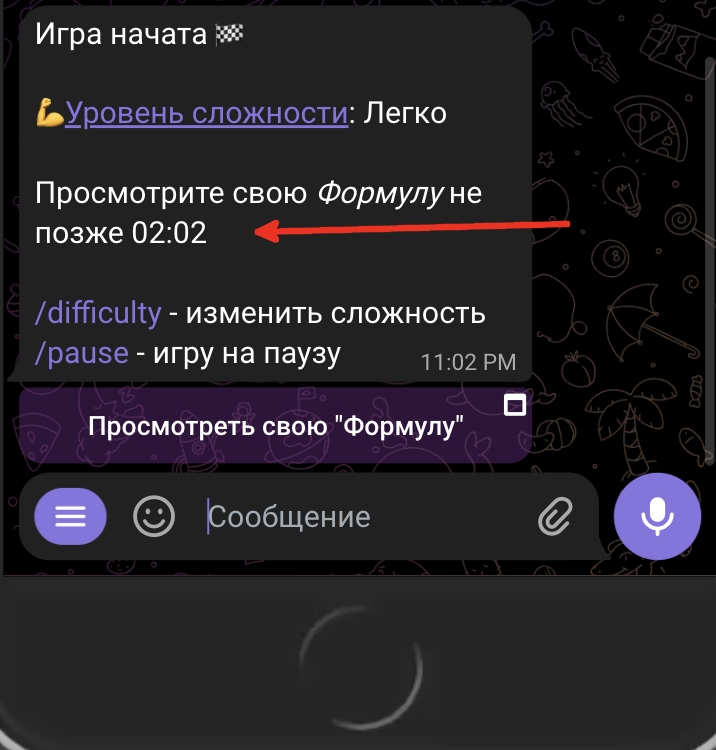 Игра начата 🏁
💪Уровень сложности: Легко
Просмотрите свою Формулу не
позже 02:02
/difficulty - изменить сложность
/pause - игру на паузу
11:02 PM
Просмотреть свою "Формулу"
Сообщение